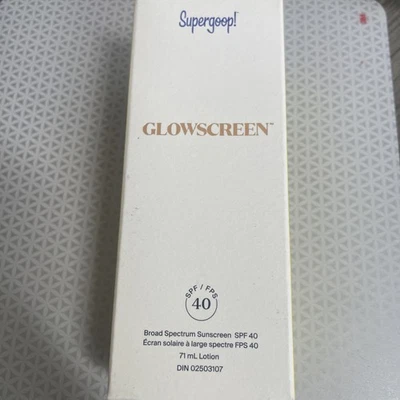 Supergoop!™
GLOWSCREEN™
SPF / FPS
40
Broad Spectrum Sunscreen SPF 40
Écran solaire à large spectre FPS 40
71 mL Lotion
DIN 02503107